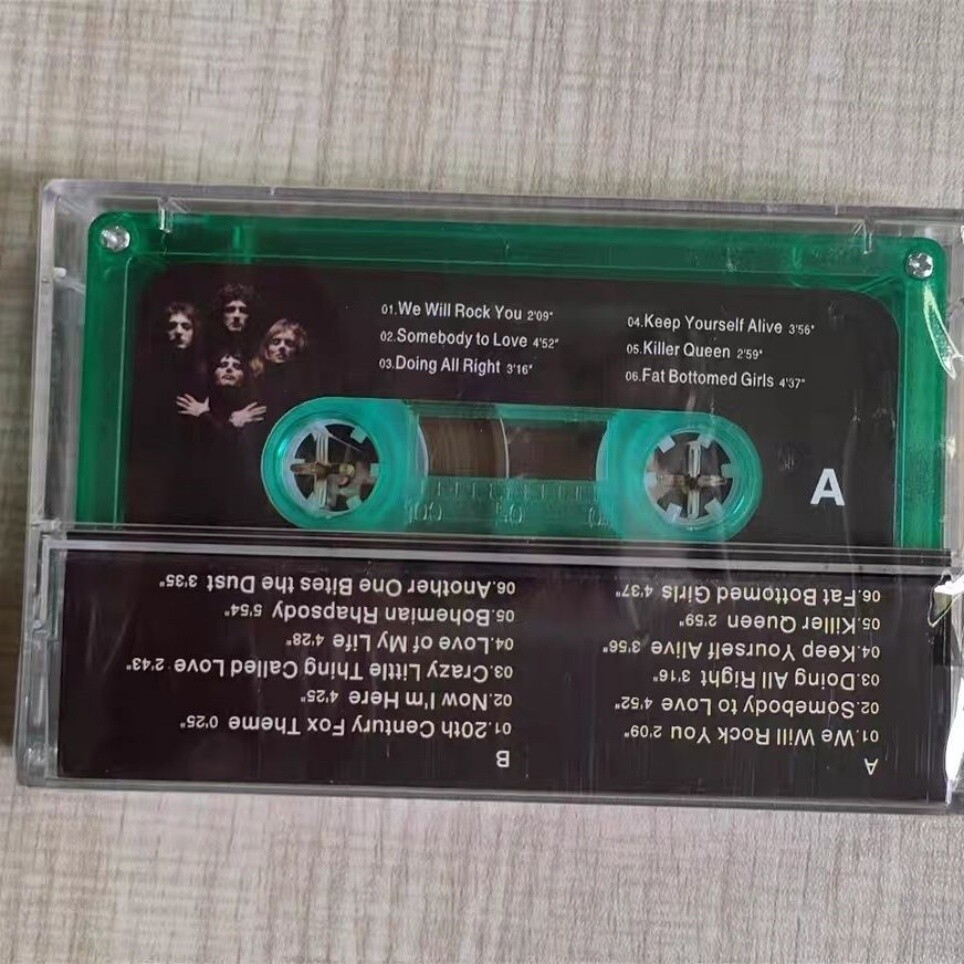 01.We Will Rock You 2'09"
02.Somebody to Love 4'52"
03.Doing All Right 3'16"
04.Keep Yourself Alive 3'56"
05.Killer Queen 2'59"
06.Fat Bottomed Girls 4'37"
A
100 50 0
A
01.We Will Rock You 2'09"
02.Somebody to Love 4'52"
03.Doing All Right 3'16"
04.Keep Yourself Alive 3'56"
05.Killer Queen 2'59"
06.Fat Bottomed Girls 4'37"
B
01.20th Century Fox Theme 0'25"
02.Now I'm Here 4'25"
03.Crazy Little Thing Called Love 2'43"
04.Love of My Life 4'28"
05.Bohemian Rhapsody 5'54"
06.Another One Bites the Dust 3'35"